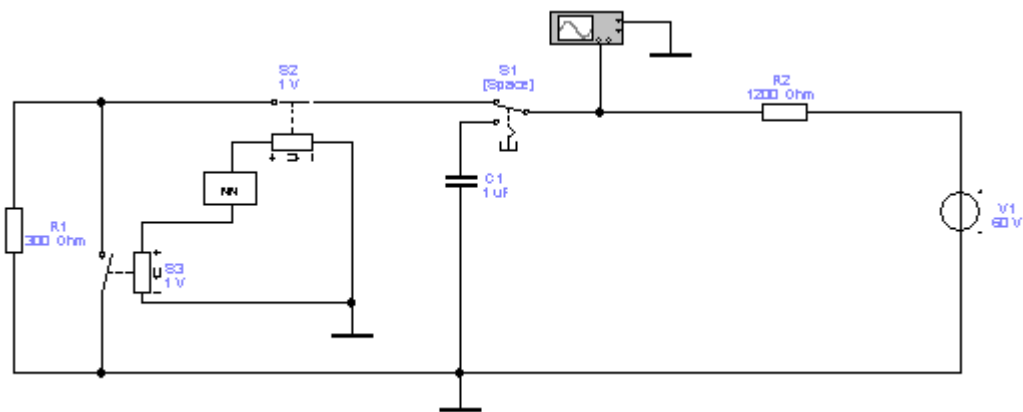 S2
1 V
S1
[Space]
R2
1200 Ohm
NN
C1
1 uF
R1
300 Ohm
S3
1 V
V1
60 V